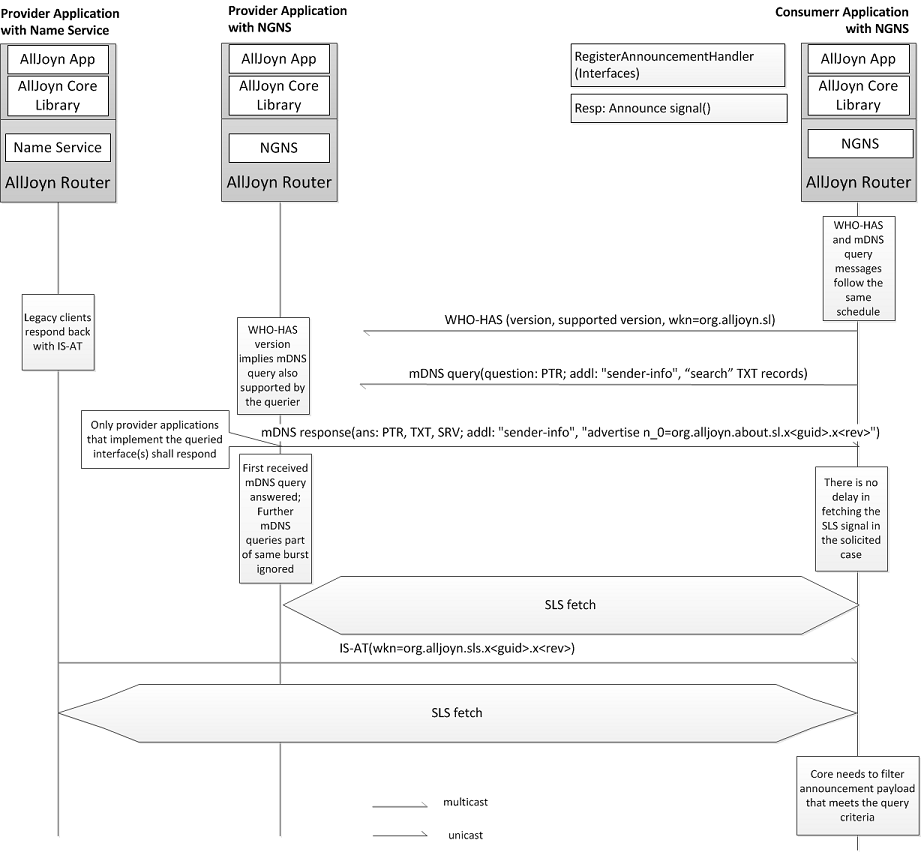 Provider Application
with Name Service
Provider Application
with NGNS
Consumerr Application
with NGNS
AllJoyn App
AllJoyn Core
Library
Name Service
AllJoyn Router
AllJoyn App
AllJoyn Core
Library
NGNS
AllJoyn Router
RegisterAnnouncementHandler
(Interfaces)
Resp: Announce signal()
AllJoyn App
AllJoyn Core
Library
NGNS
AllJoyn Router
WHO-HAS
and mDNS
query
messages
follow the
same
schedule
Legacy clients
respond back
with IS-AT
WHO-HAS
version
implies mDNS
query also
supported by
the querier
WHO-HAS (version, supported version, wkn=org.alljoyn.sl)
mDNS query(question: PTR; addl: "sender-info", “search” TXT records)
Only provider applications
that implement the queried
interface(s) shall respond
mDNS response(ans: PTR, TXT, SRV; addl: "sender-info", "advertise n_0=org.alljoyn.about.sl.x<guid>.x<rev>")
First received
mDNS query
answered;
Further
mDNS
queries part
of same burst
ignored
There is no
delay in
fetching the
SLS signal in
the solicited
case
SLS fetch
IS-AT(wkn=org.alljoyn.sls.x<guid>.x<rev>)
SLS fetch
Core needs to filter
announcement payload
that meets the query
criteria
multicast
unicast